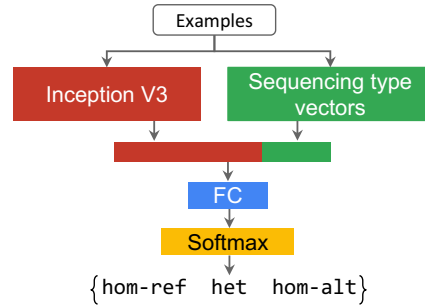 Examples
Inception V3
Sequencing type
vectors
FC
Softmax
{hom-ref het hom-alt}